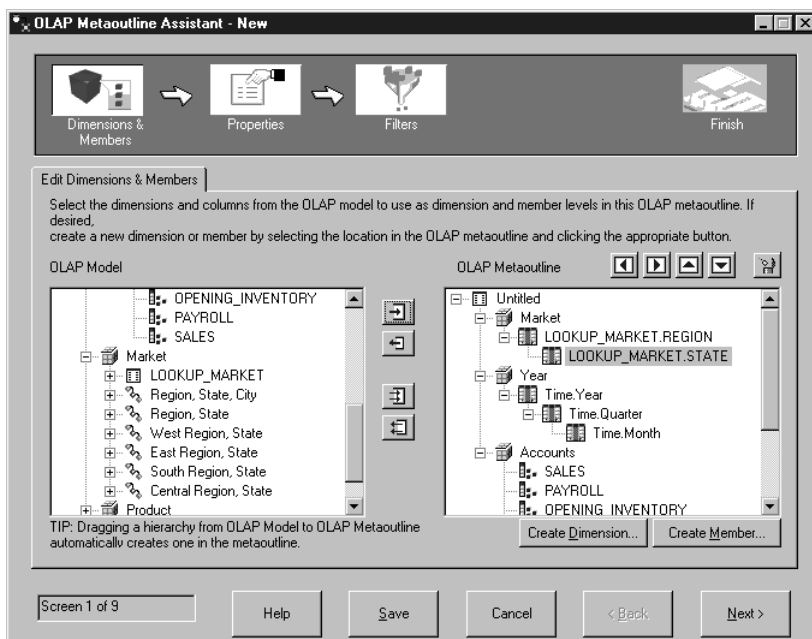 OLAP Metaoutline Assistant - New
Dimensions &
Members
Properties
Filters
Finish
Edit Dimensions & Members
Select the dimensions and columns from the OLAP model to use as dimension and member levels in this OLAP metaoutline. If
desired,
create a new dimension or member by selecting the location in the OLAP metaoutline and clicking the appropriate button.
OLAP Model
OPENING_INVENTORY
PAYROLL
SALES
Market
LOOKUP_MARKET
Region, State, City
Region, State
West Region, State
East Region, State
South Region, State
Central Region, State
Product
TIP: Dragging a hierarchy from OLAP Model to OLAP Metaoutline
automatically creates one in the metaoutline.
OLAP Metaoutline
Untitled
Market
LOOKUP_MARKET.REGION
LOOKUP_MARKET.STATE
Year
Time.Year
Time.Quarter
Time.Month
Accounts
SALES
PAYROLL
OPENING_INVENTORY
Create Dimension...
Create Member...
Screen 1 of 9
Help
Save
Cancel
< Back
Next >